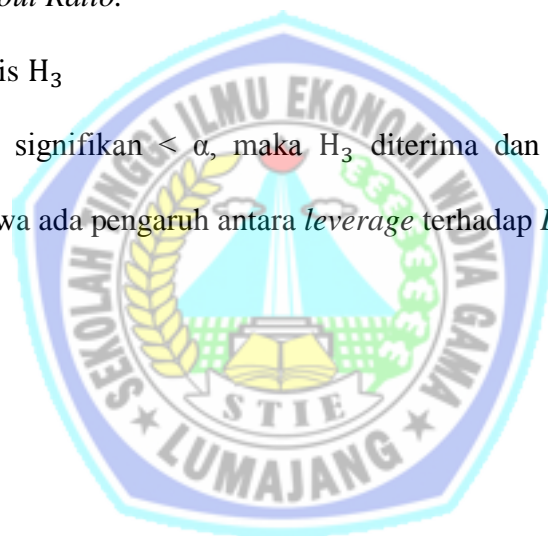 Ratio.
is H₃
signifikan < α, maka H₃ diterima dan
wa ada pengaruh antara leverage terhadap
SEKOLAH TINGGI ILMU EKONOMI WIDYA GAMA
STIE
LUMAJANG